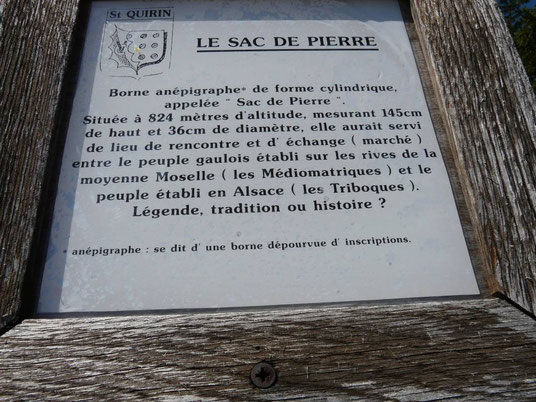 St QUIRIN
LE SAC DE PIERRE
Borne anépigraphe* de forme cylindrique,
appelée " Sac de Pierre ".
Située à 824 mètres d'altitude, mesurant 145cm
de haut et 36cm de diamètre, elle aurait servi
de lieu de rencontre et d' échange ( marché )
entre le peuple gaulois établi sur les rives de la
moyenne Moselle ( les Médiomatriques ) et le
peuple établi en Alsace ( les Triboques ).
Légende, tradition ou histoire ?
* anépigraphe : se dit d' une borne dépourvue d' inscriptions.